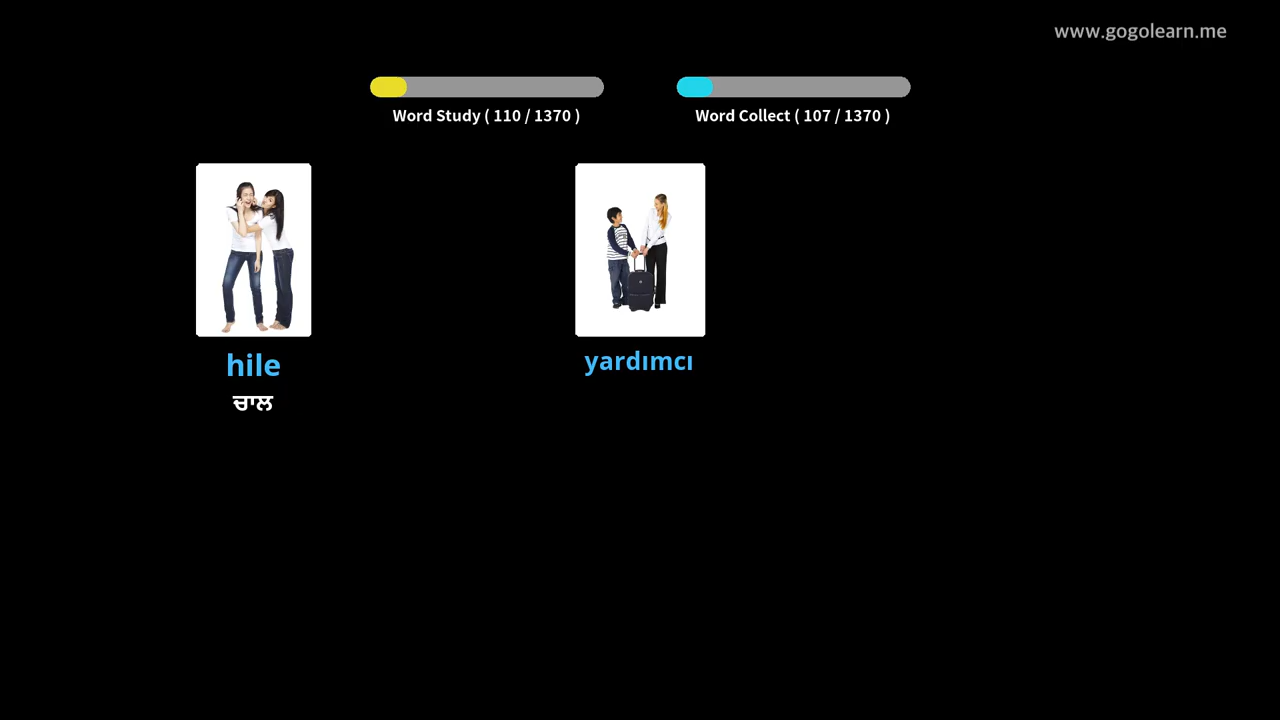 www.gogolearn.me
Word Study ( 110 / 1370 )
Word Collect ( 107 / 1370 )
hile
ਚਾਲ
yardımcı